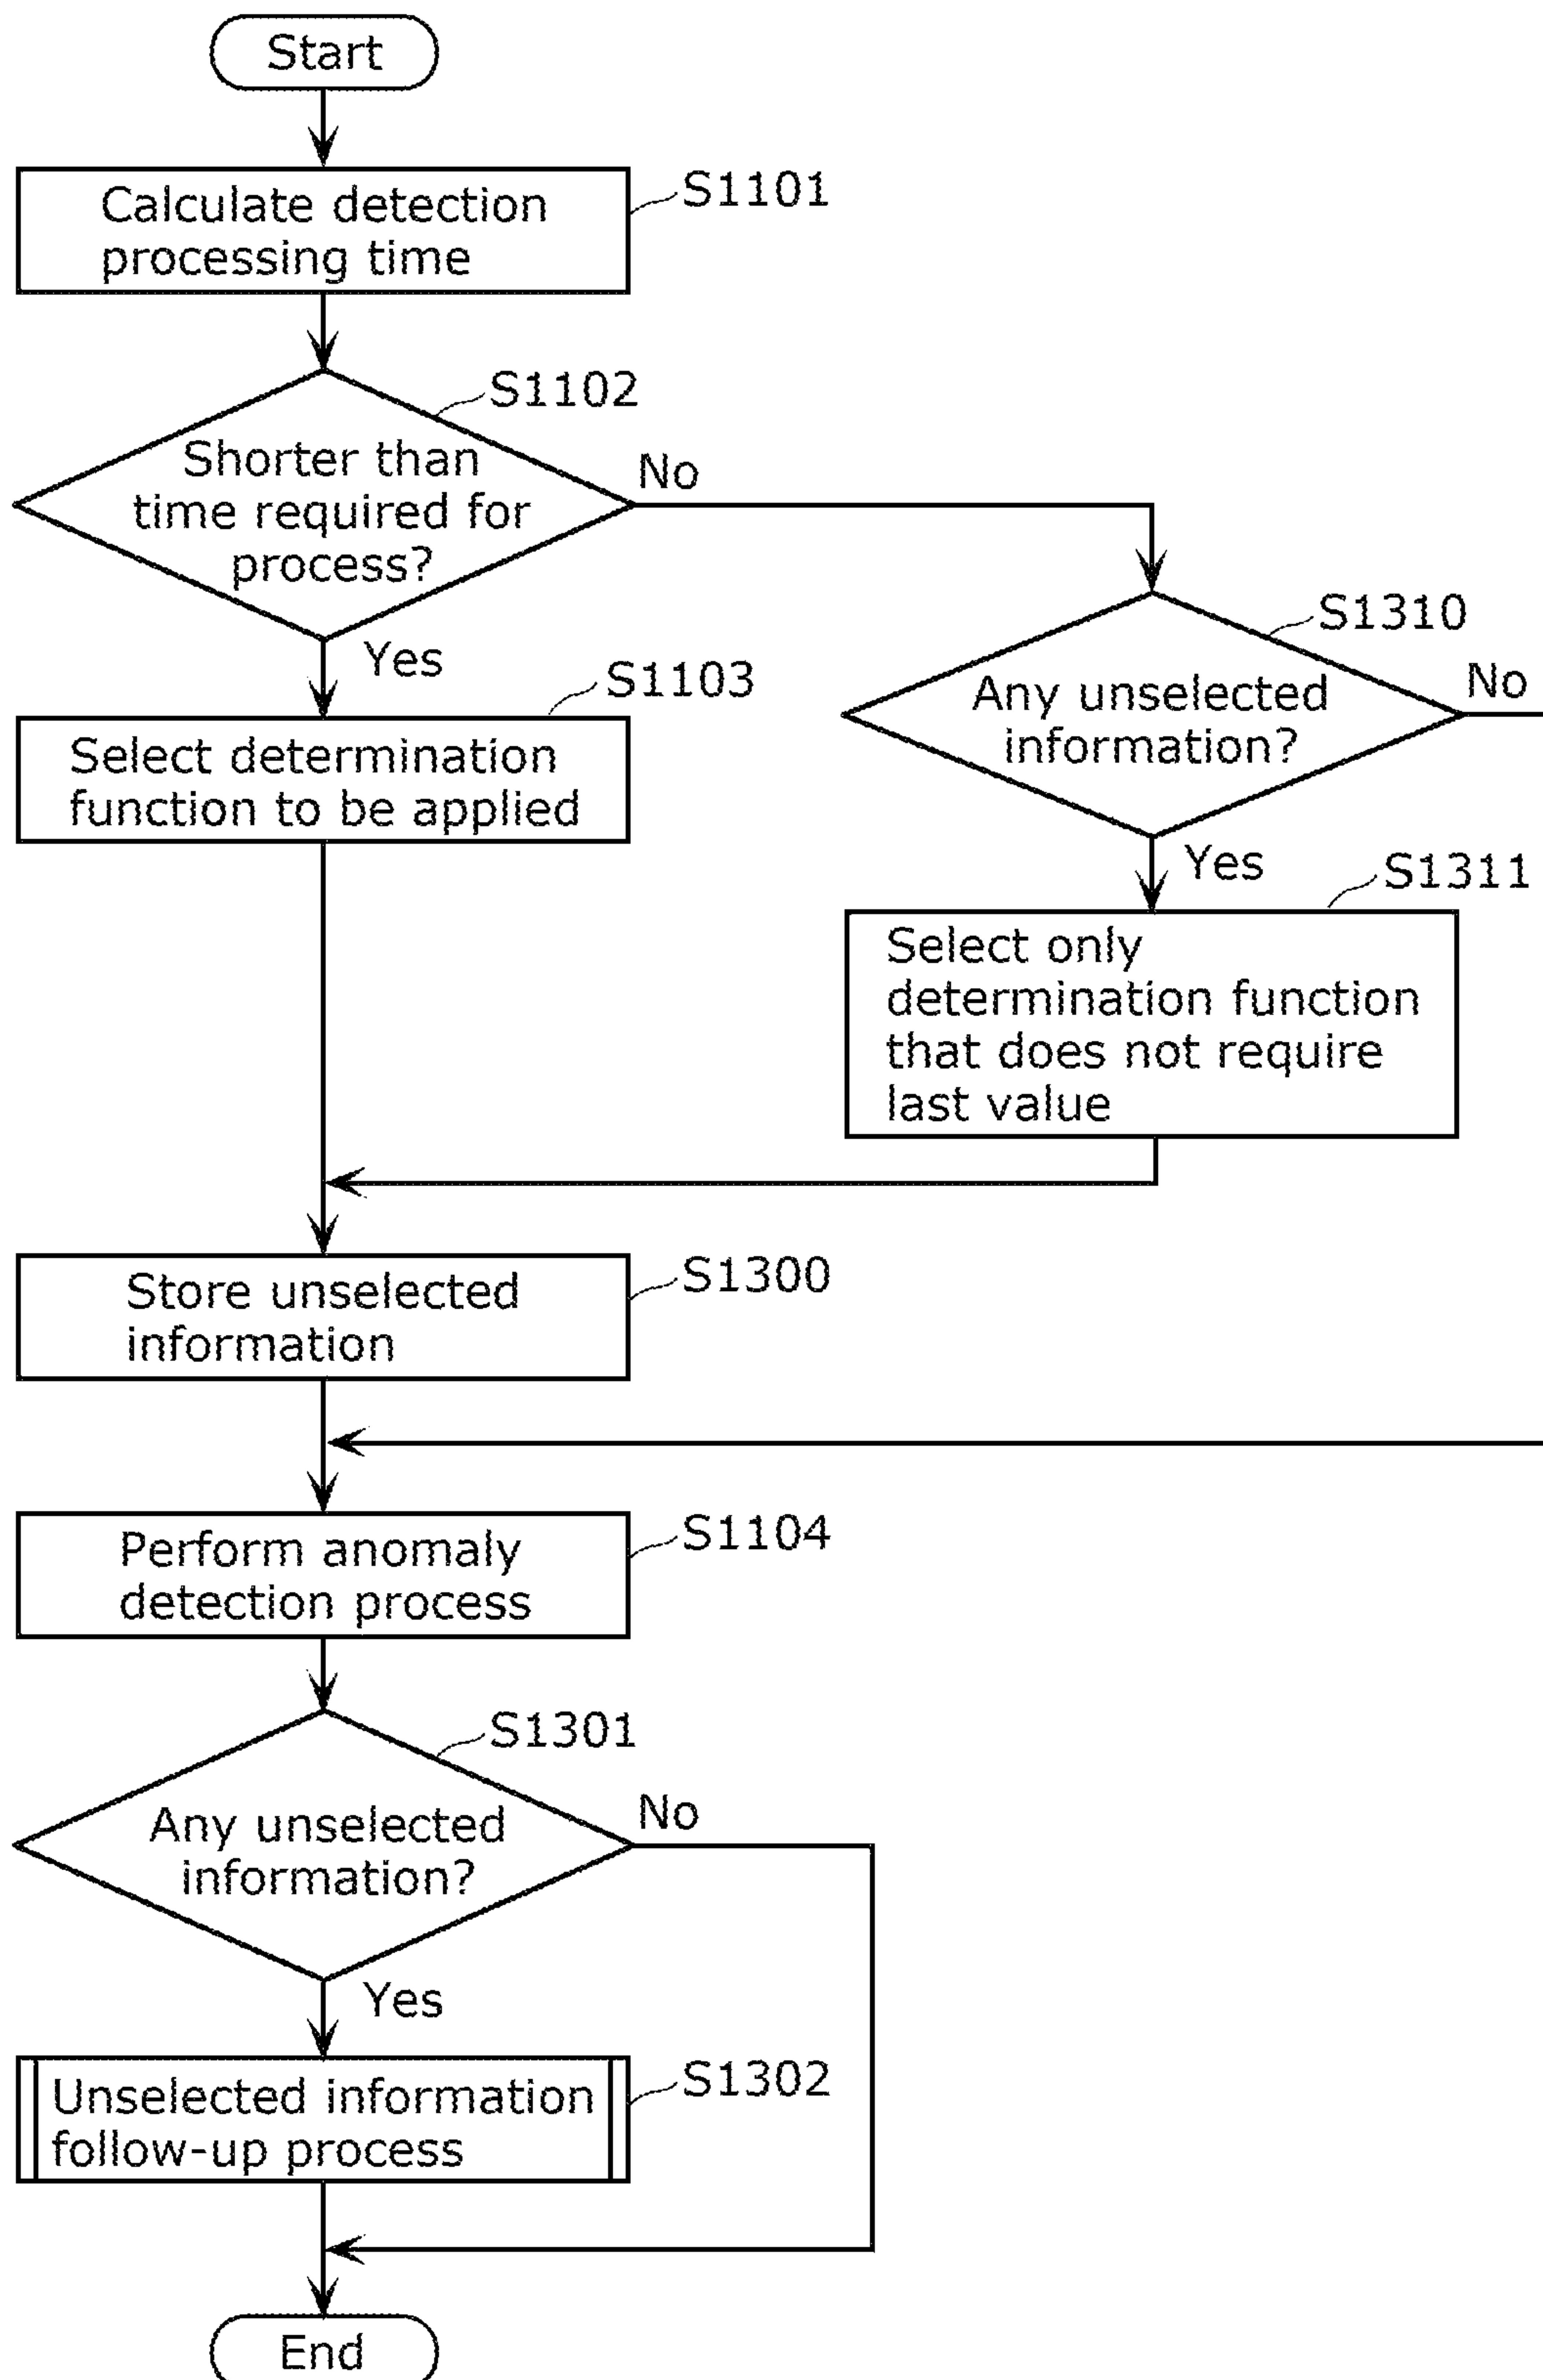 Start
Calculate detection
processing time
S1101
S1102
Shorter than
time required for
process?
No
Yes
S1310
Any unselected
information?
No
Yes
S1103
Select determination
function to be applied
S1311
Select only
determination function
that does not require
last value
S1300
Store unselected
information
S1104
Perform anomaly
detection process
S1301
Any unselected
information?
No
Yes
S1302
Unselected information
follow-up process
End